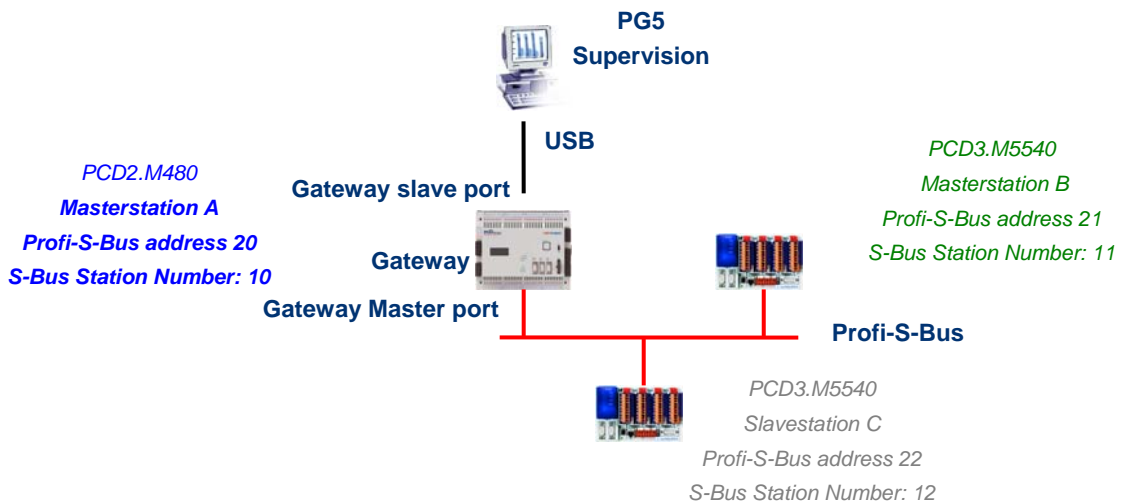 PG5
Supervision
USB
PCD2.M480
Masterstation A
Profi-S-Bus address 20
S-Bus Station Number: 10
Gateway slave port
Gateway
Gateway Master port
PCD3.M5540
Masterstation B
Profi-S-Bus address 21
S-Bus Station Number: 11
Profi-S-Bus
PCD3.M5540
Slavestation C
Profi-S-Bus address 22
S-Bus Station Number: 12